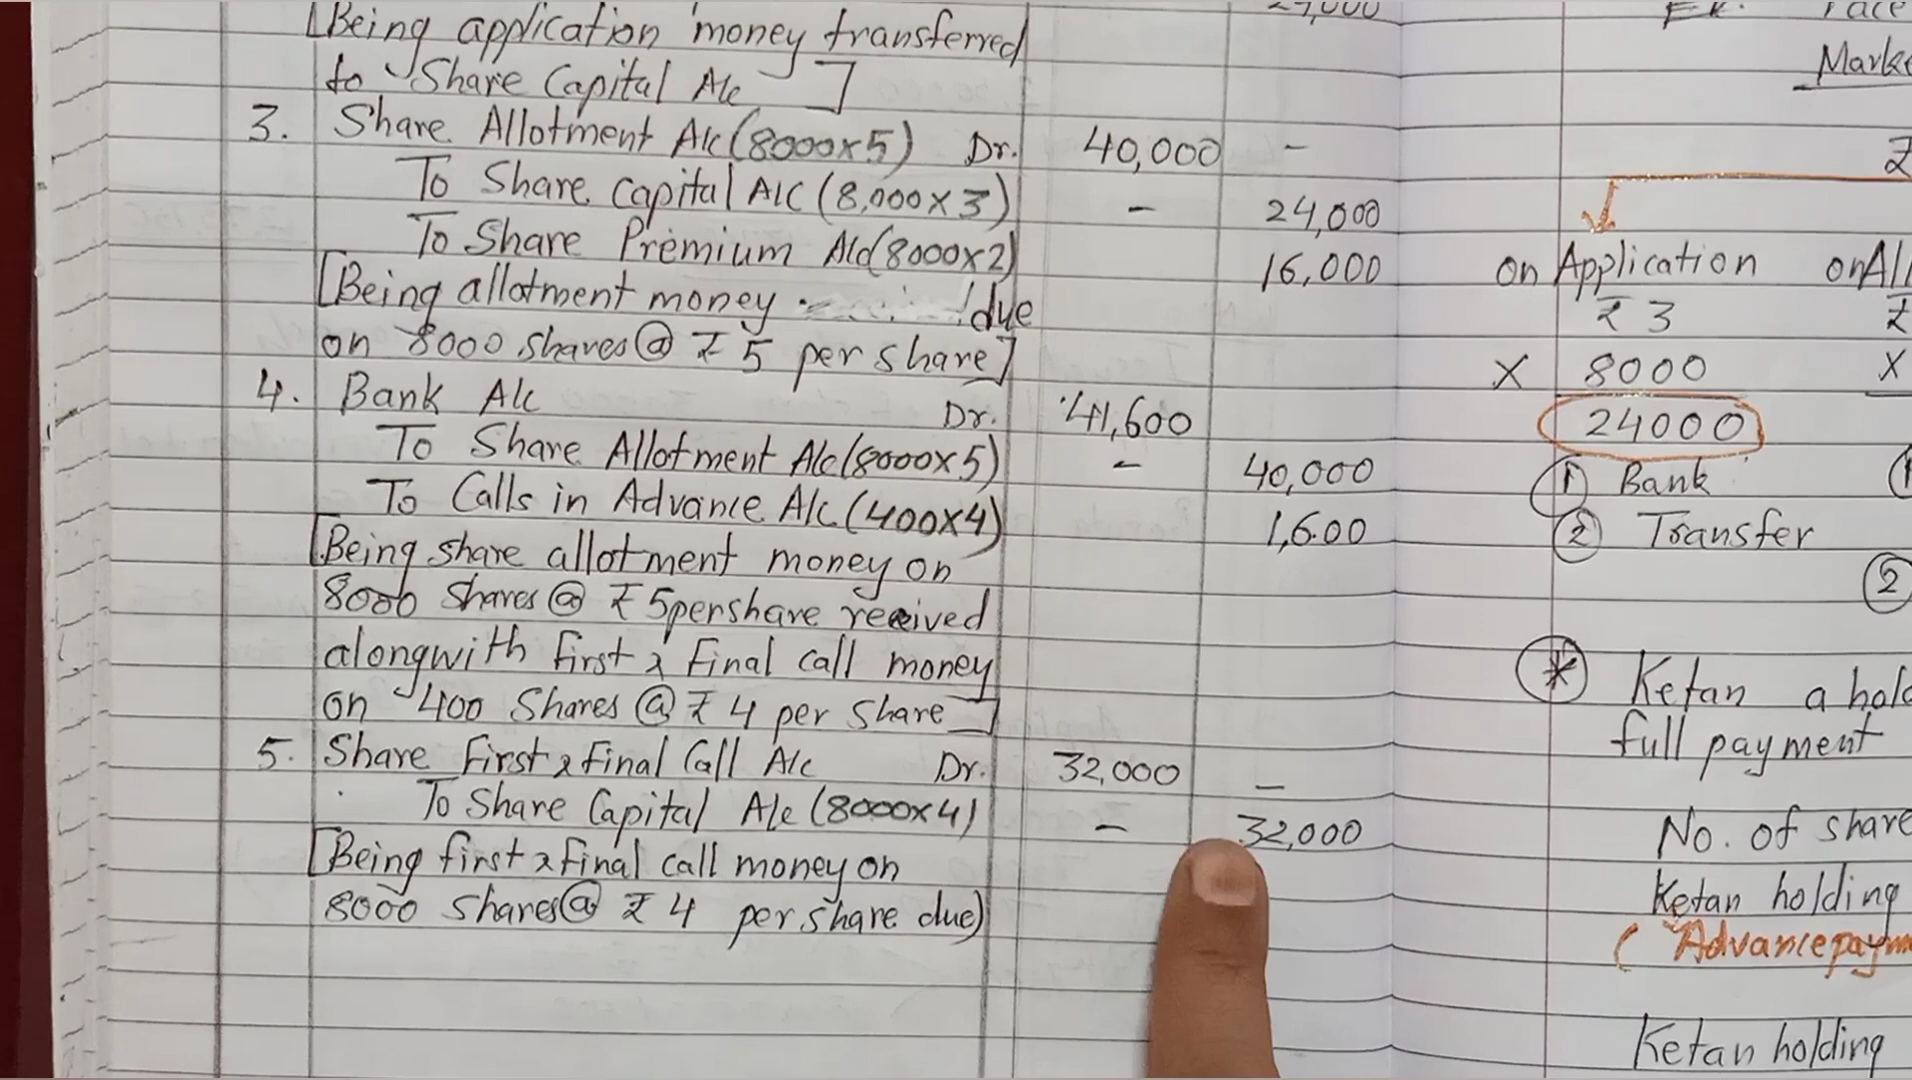 [Being application money transferred
to Share Capital A/c ]
3. Share Allotment A/c (8000x5) Dr. 40,000 -
To Share Capital A/C (8,000 X 3) - 24,000
To Share Premium A/c (8000x2) 16,000
[Being allotment money due
on 8000 shares @ ₹ 5 per share]
4. Bank A/c Dr. 41,600
To Share Allotment A/c (8000x5) - 40,000
To Calls in Advance A/c (400x4) 1,600
[Being share allotment money on
8000 shares @ ₹ 5 per share received
alongwith first & final call money
on 400 Shares @ ₹ 4 per share ]
5. Share First & Final Call A/c Dr. 32,000 -
To Share Capital A/c (8000x4) - 32,000
[Being first & final call money on
8000 shares @ ₹ 4 per share due)
₹
on Application on All
₹ 3 ₹
X 8000 X
24000
① Bank
② Transfer
②
* Ketan a hol
full payment
No. of share
Ketan holding
( Advance paym
Ketan holding